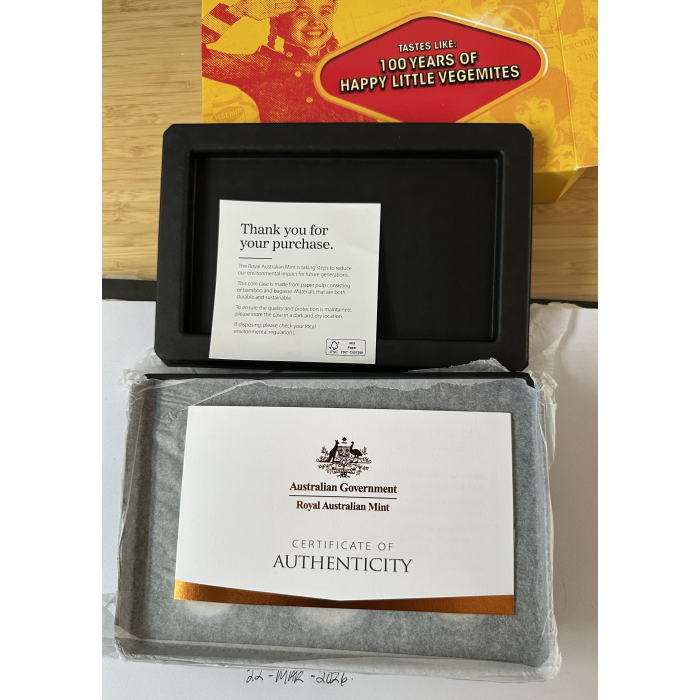 TASTES LIKE:
100 YEARS OF
HAPPY LITTLE VEGEMITES
Thank you for
your purchase.
The Royal Australian Mint is taking steps to reduce
our environmental impact for future generations.
This coin case is made from paper pulp consisting
of bamboo and bagasse. Materials that are both
durable and sustainable.
To ensure the quality and protection is maintained,
please store the case in a dark and dry location.
If disposing, please check your local
environmental regulations.
FSC
MIX
Paper
Australian Government
Royal Australian Mint
CERTIFICATE OF
AUTHENTICITY
22-MAR-2026.